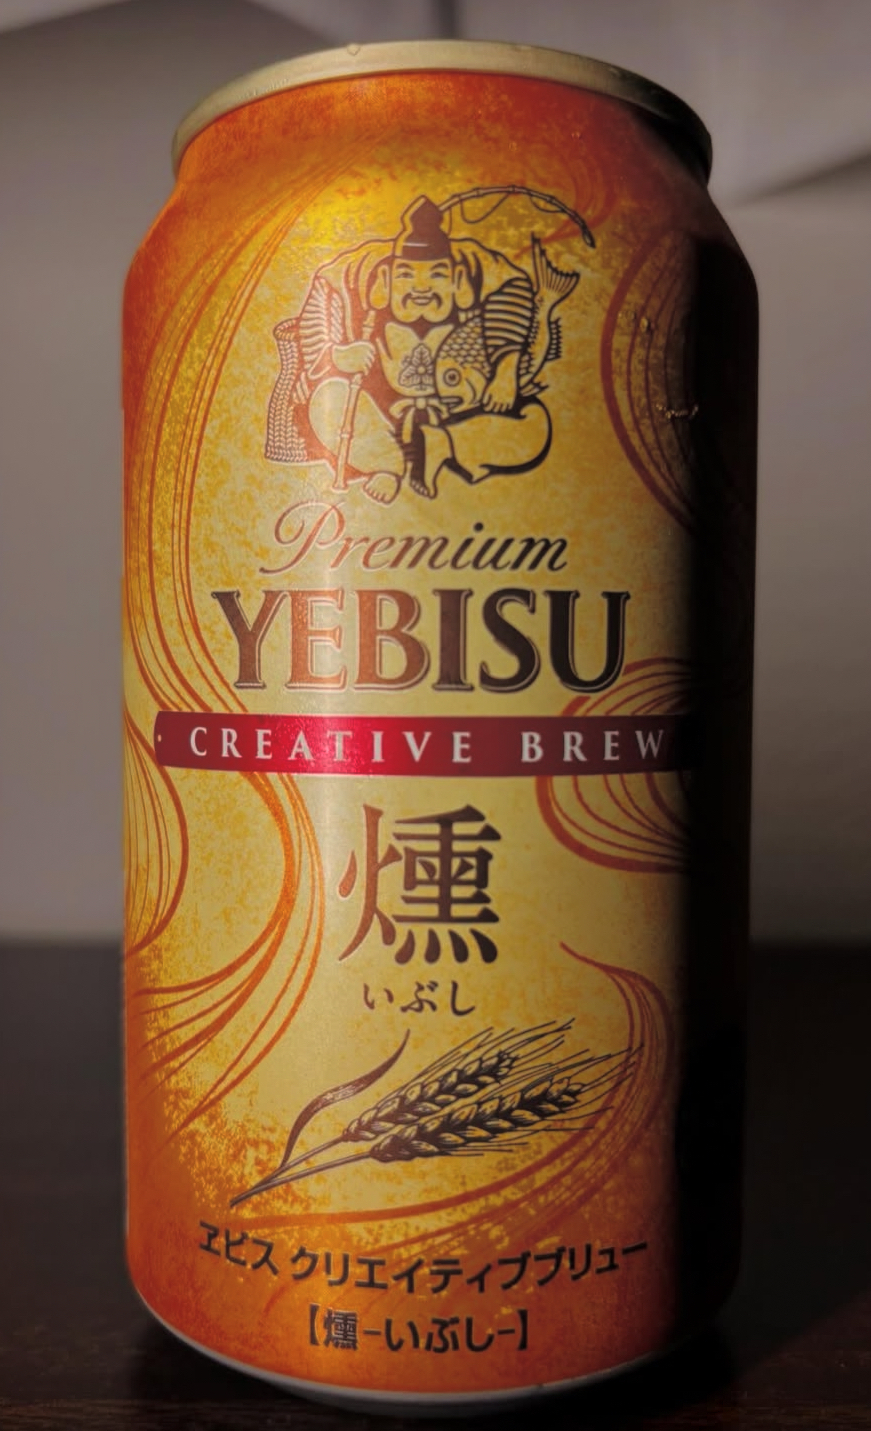 Premium
YEBISU
CREATIVE BREW
燻
いぶし
ヱビス クリエイティブブリュー
【燻-いぶし-】